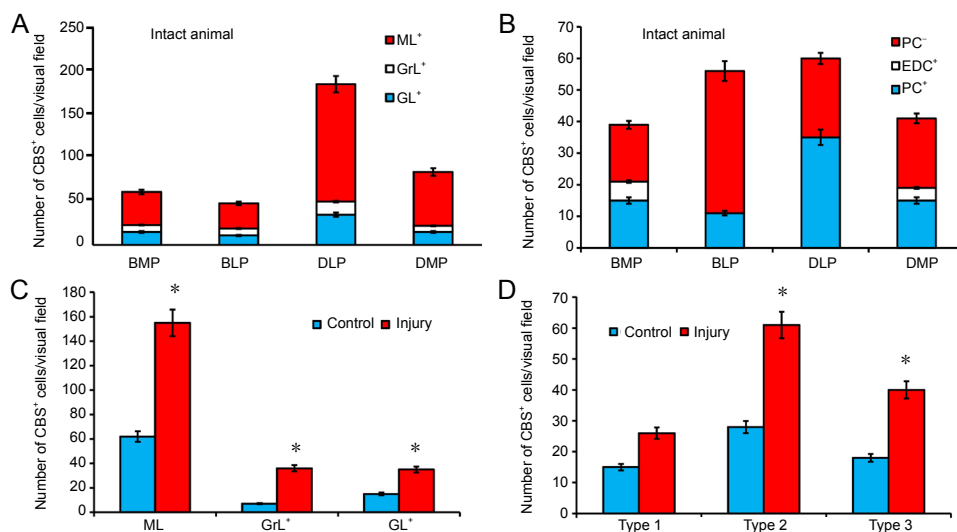 A
Intact animal
Number of CBS⁺ cells/visual field
250
200
150
100
50
0
ML⁺
GrL⁺
GL⁺
BMP BLP DLP DMP
B
Intact animal
Number of CBS⁺ cells/visual field
70
60
50
40
30
20
10
0
PC⁻
EDC⁺
PC⁺
BMP BLP DLP DMP
C
Number of CBS⁺ cells/visual field
180
160
140
120
100
80
60
40
20
0
Control Injury
*
*
*
ML GrL⁺ GL⁺
D
Number of CBS⁺ cells/visual field
70
60
50
40
30
20
10
0
Control Injury
*
*
Type 1 Type 2 Type 3